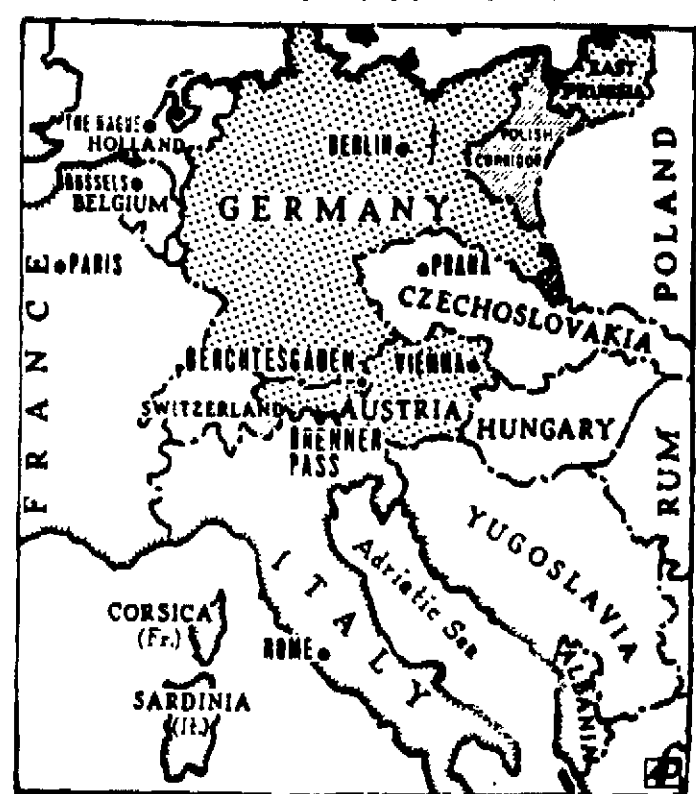 EAST
PRUSSIA
THE HAGUE
HOLLAND
BERLIN
POLISH
CORRIDOR
BRUSSELS
BELGIUM
GERMANY
POLAND
PARIS
PRAHA
CZECHOSLOVAKIA
FRANCE
BERCHTESGADEN
VIENNA
SWITZERLAND
AUSTRIA
HUNGARY
BRENNER
PASS
RUM
YUGOSLAVIA
ITALY
Adriatic Sea
CORSICA
(Fr.)
ROME
ALBANIA
SARDINIA
(It.)